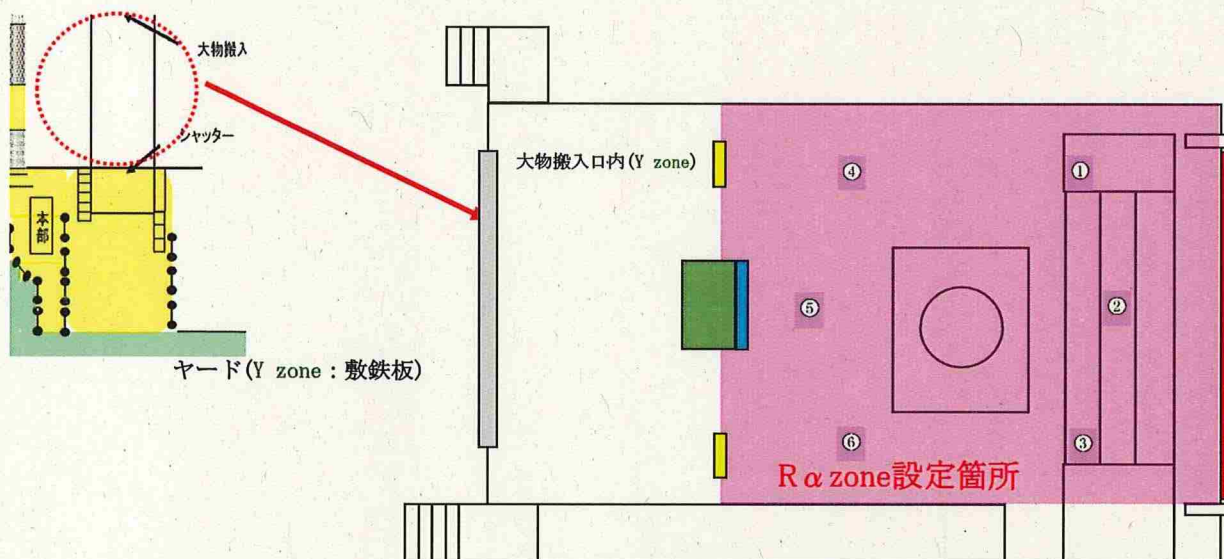 大物搬入
シャッター
本部
ヤード(Y zone：敷鉄板)
大物搬入口内(Y zone)
④
①
⑤
②
⑥
③
Rα zone設定箇所